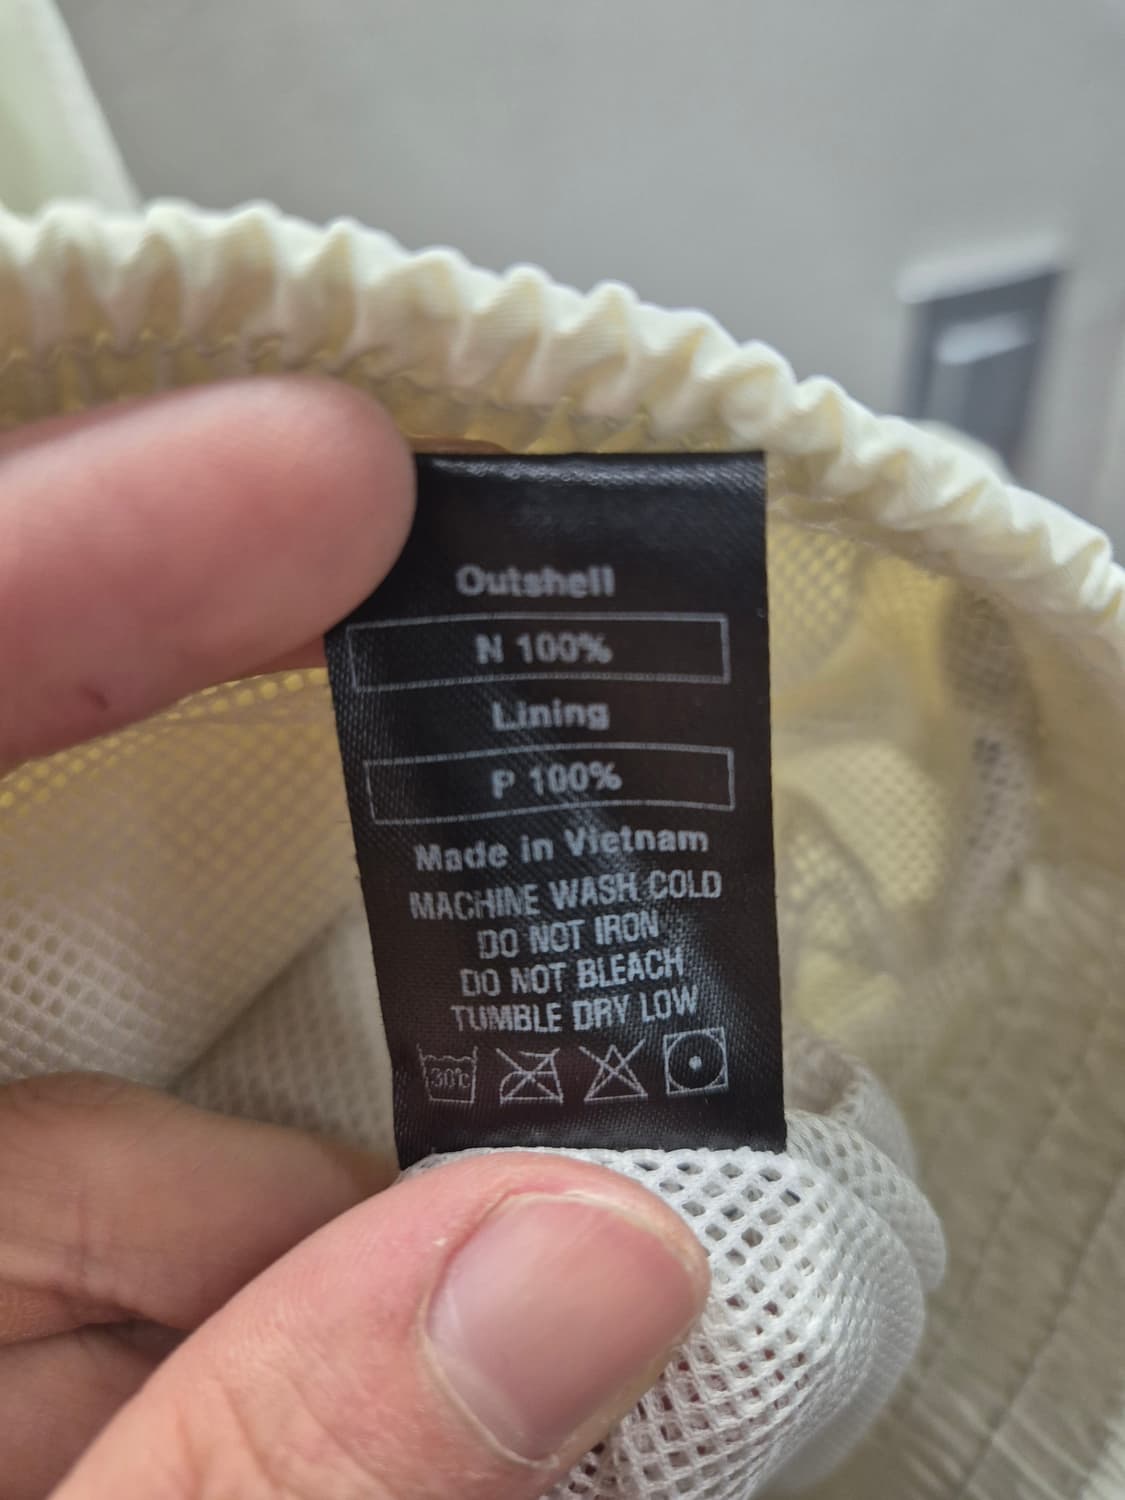 Outshell
N 100%
Lining
P 100%
Made in Vietnam
MACHINE WASH COLD
DO NOT IRON
DO NOT BLEACH
TUMBLE DRY LOW
30°c